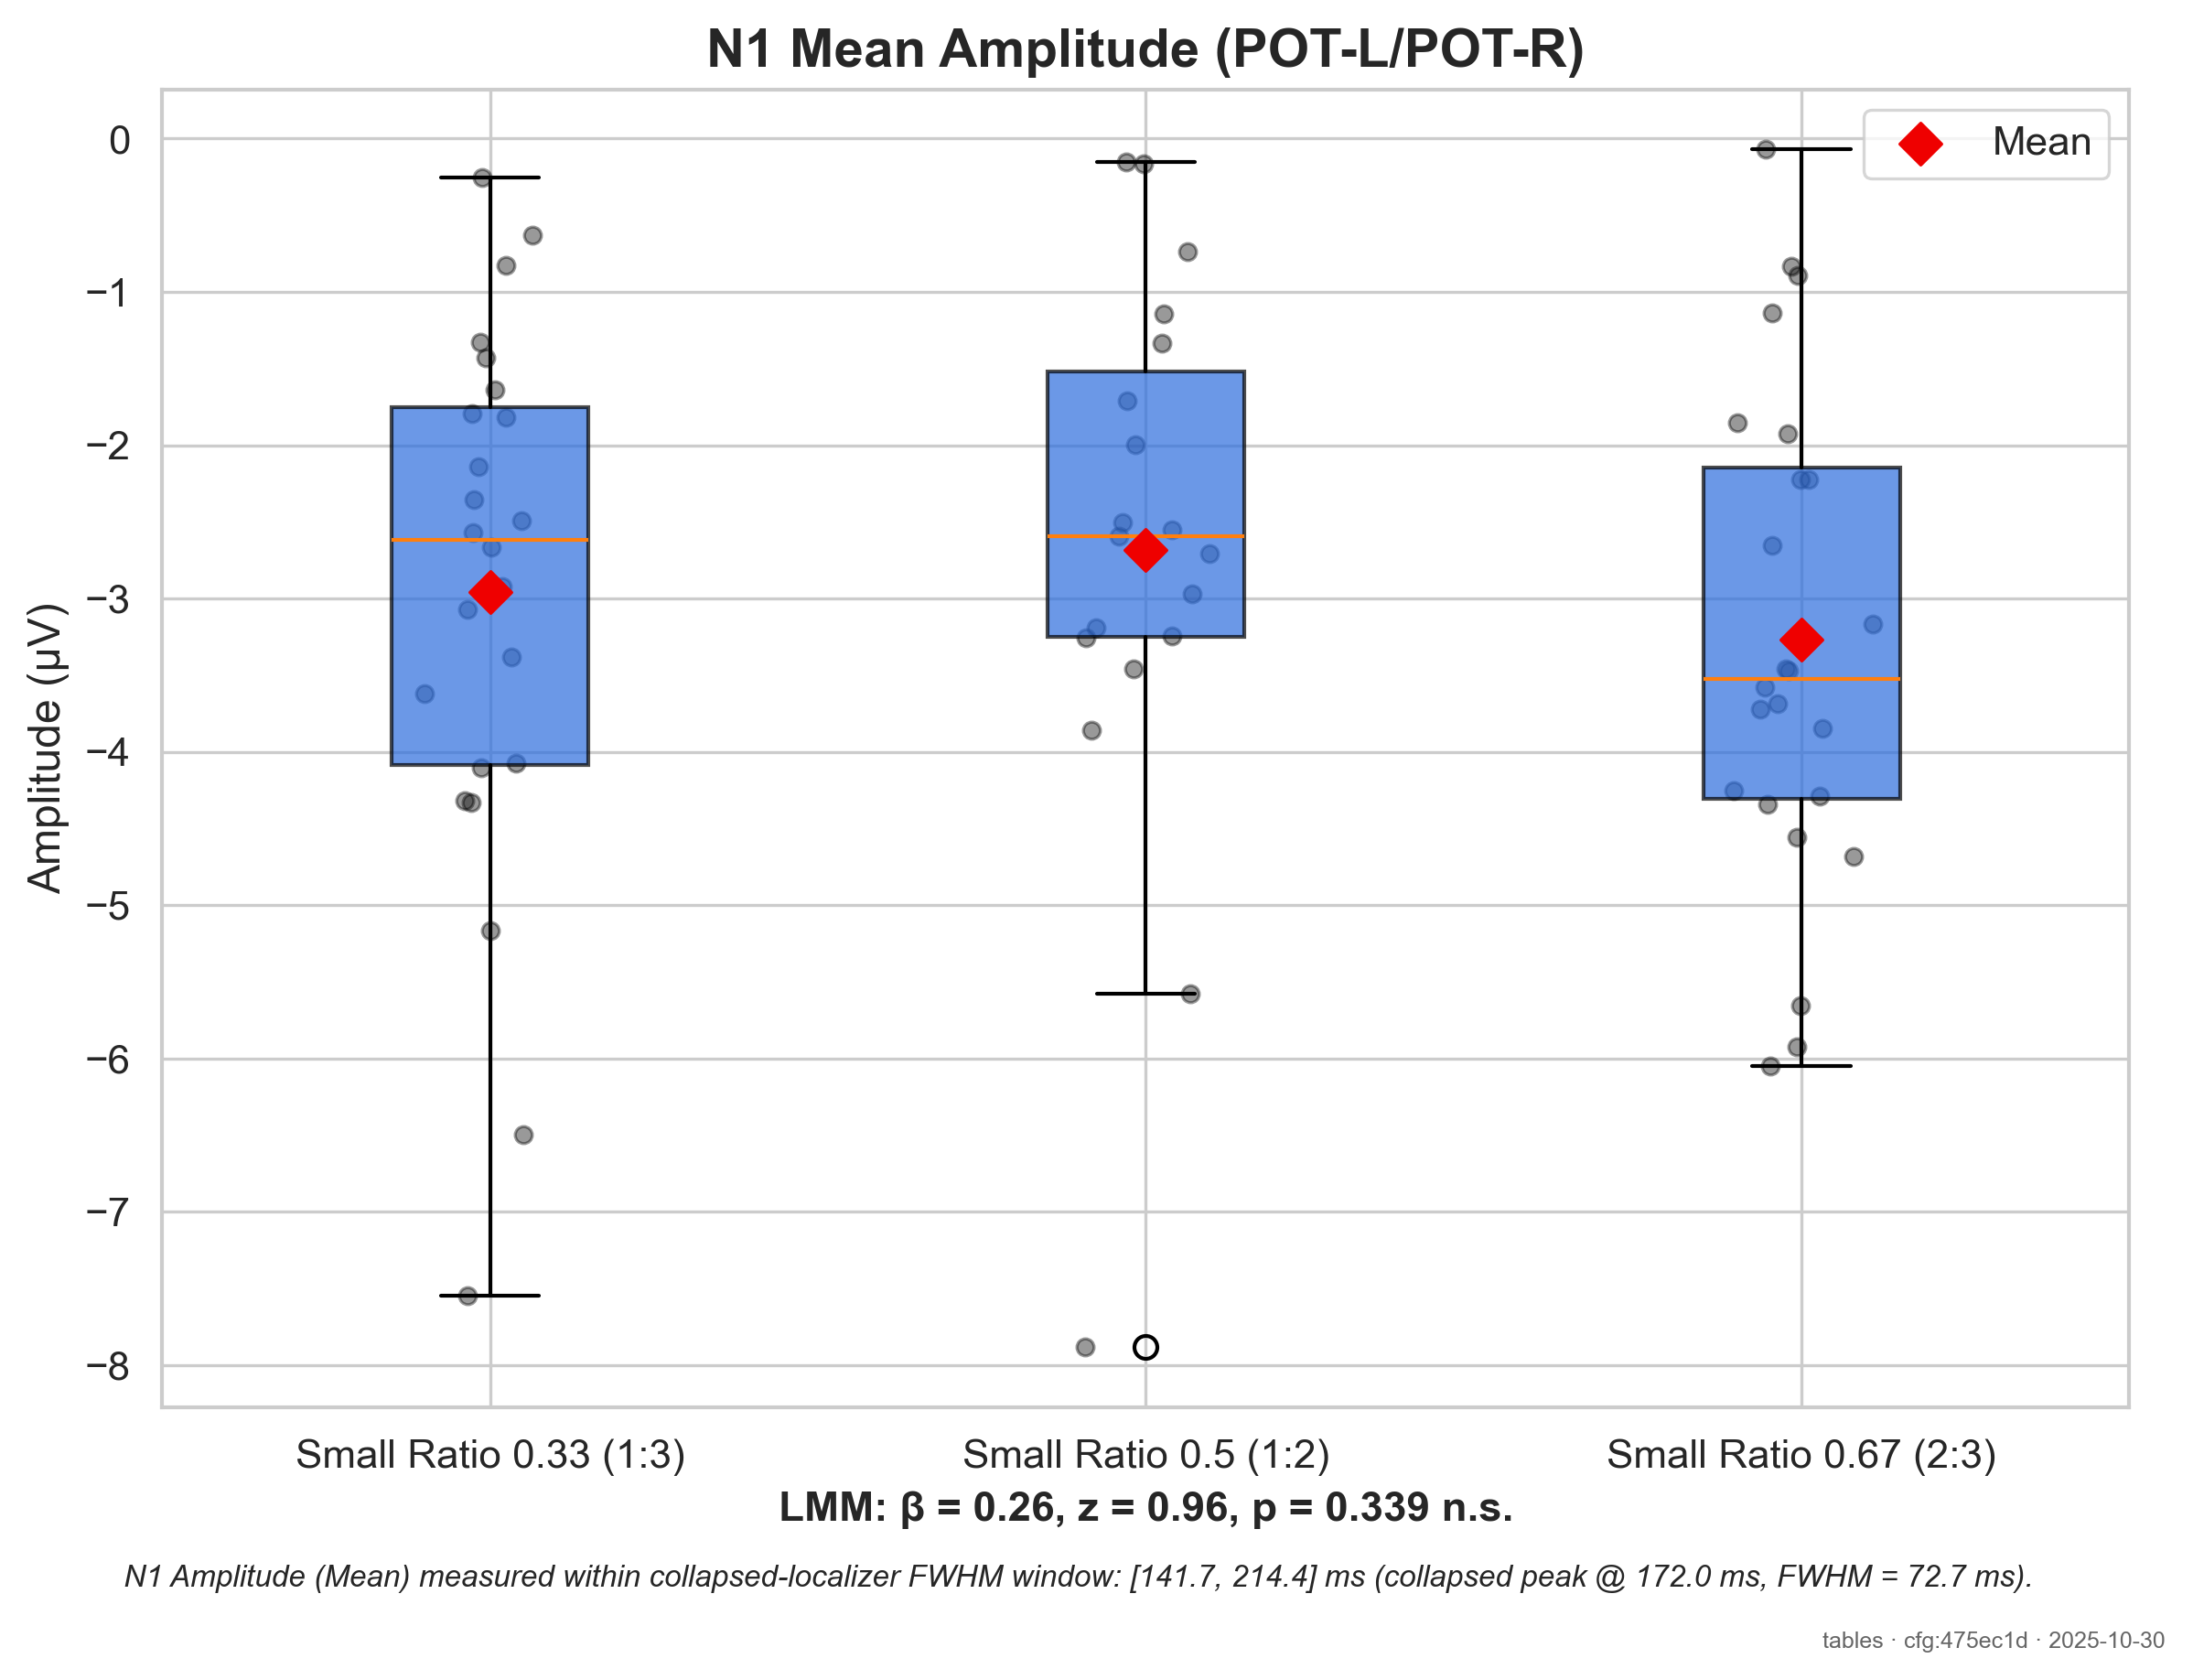 N1 Mean Amplitude (POT-L/POT-R)
Mean
Amplitude (µV)
0
−1
−2
−3
−4
−5
−6
−7
−8
Small Ratio 0.33 (1:3)
Small Ratio 0.5 (1:2)
Small Ratio 0.67 (2:3)
LMM: β = 0.26, z = 0.96, p = 0.339 n.s.
N1 Amplitude (Mean) measured within collapsed-localizer FWHM window: [141.7, 214.4] ms (collapsed peak @ 172.0 ms, FWHM = 72.7 ms).
tables · cfg:475ec1d · 2025-10-30